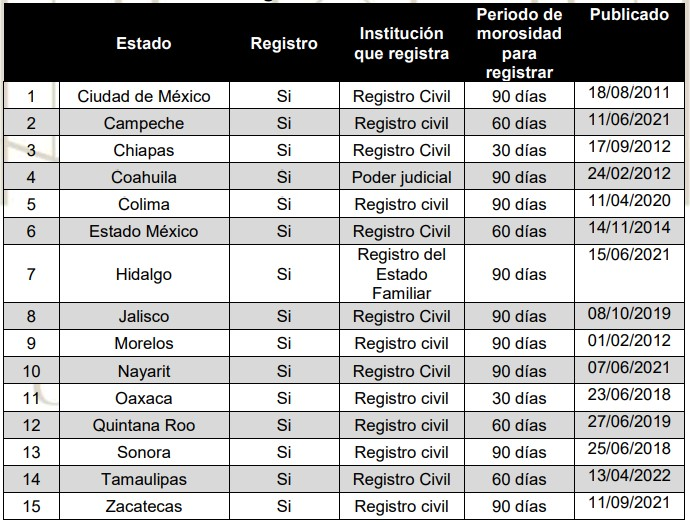 Estado Registro Institución que registra Periodo de morosidad para registrar Publicado
1 Ciudad de México Si Registro Civil 90 días 18/08/2011
2 Campeche Si Registro civil 60 días 11/06/2021
3 Chiapas Si Registro Civil 30 días 17/09/2012
4 Coahuila Si Poder judicial 90 días 24/02/2012
5 Colima Si Registro civil 90 días 11/04/2020
6 Estado México Si Registro Civil 60 días 14/11/2014
7 Hidalgo Si Registro del Estado Familiar 90 días 15/06/2021
8 Jalisco Si Registro Civil 90 días 08/10/2019
9 Morelos Si Registro Civil 90 días 01/02/2012
10 Nayarit Si Registro Civil 90 días 07/06/2021
11 Oaxaca Si Registro Civil 30 días 23/06/2018
12 Quintana Roo Si Registro Civil 60 días 27/06/2019
13 Sonora Si Registro civil 90 días 25/06/2018
14 Tamaulipas Si Registro Civil 60 días 13/04/2022
15 Zacatecas Si Registro civil 90 días 11/09/2021